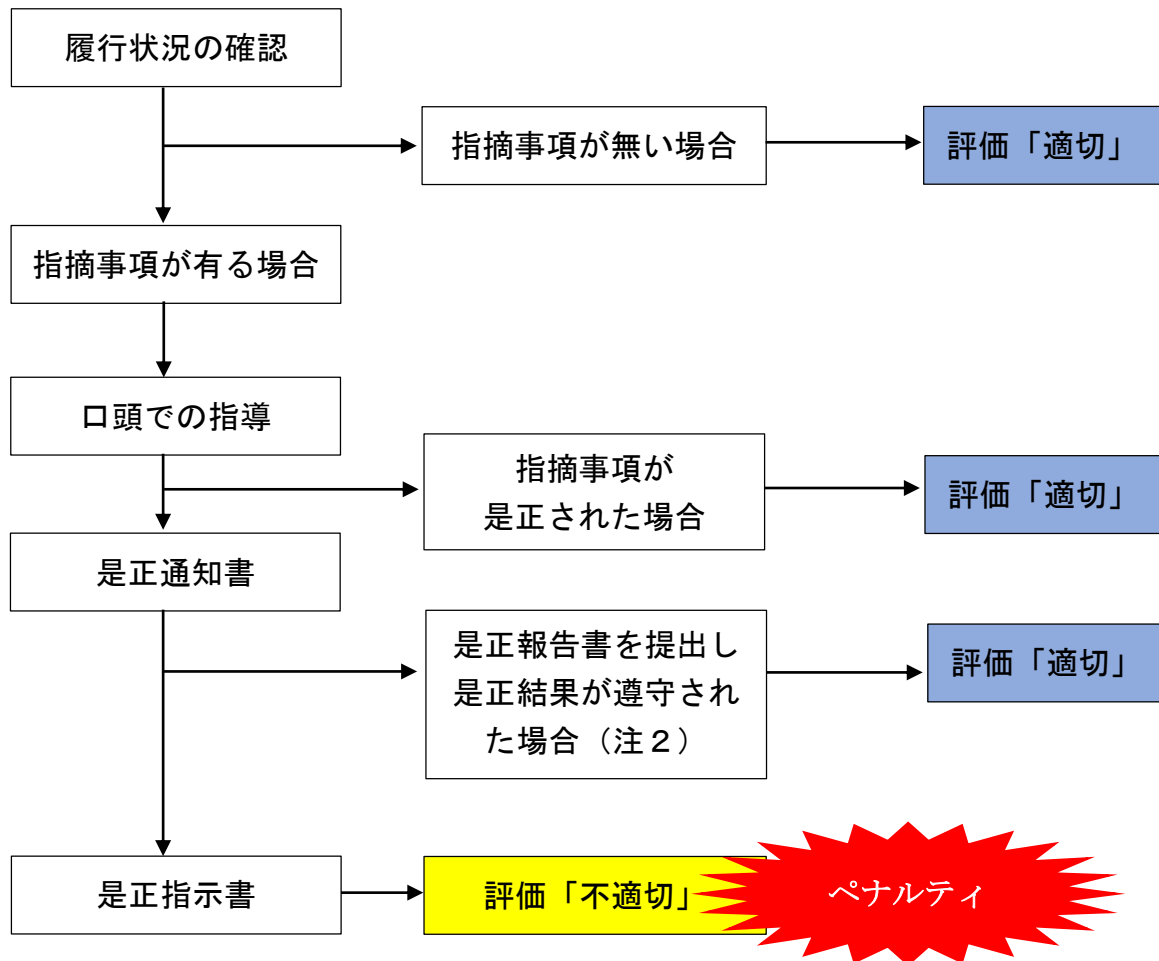 履行状況の確認
指摘事項が無い場合
評価「適切」
指摘事項が有る場合
口頭での指導
指摘事項が
是正された場合
評価「適切」
是正通知書
是正報告書を提出し
是正結果が遵守され
た場合（注２）
評価「適切」
是正指示書
評価「不適切」
ペナルティ